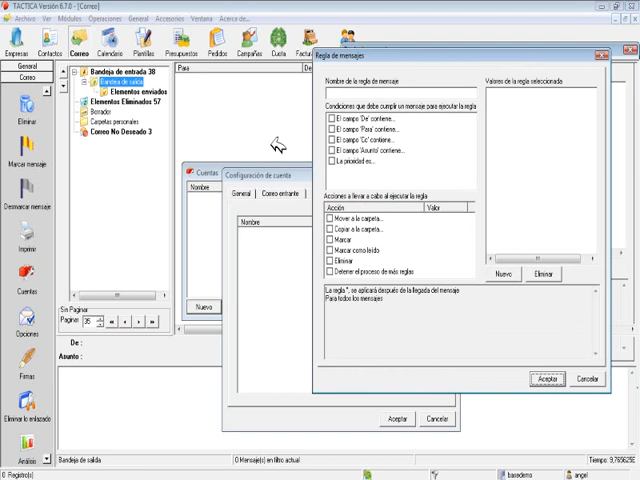 TACTICA Versión 6.7.0 - [Correo]
Archivo Ver Módulos Operaciones General Accesorios Ventana Acerca de...
Empresas Contactos Correo Calendario Plantillas Presupuestos Pedidos Campañas
General
Correo
Eliminar
Marcar mensaje
Desmarcar mensaje
Imprimir
Cuentas
Opciones
Firmas
Eliminar lo enlazado
Análisis
Bandeja de entrada 38
Bandeja de salida
Elementos enviados
Elementos Eliminados 57
Borrador
Carpetas personales
Correo No Deseado 3
Sin Paginar
Paginar 35
Para
De :
Asunto :
Cuentas
Nombre
Nuevo
Configuración de cuenta
General Correo entrante
Nombre
Aceptar Cancelar
Regla de mensajes
Nombre de la regla de mensaje
Condiciones que debe cumplir un mensaje para ejecutar la regla
El campo 'De' contiene...
El campo 'Para' contiene...
El campo 'Cc' contiene...
El campo 'Asunto' contiene...
La prioridad es...
Acciones a llevar a cabo al ejecutar la regla
Acción Valor
Mover a la carpeta...
Copiar a la carpeta...
Marcar
Marcar como leído
Eliminar
Detener el proceso de más reglas
Valores de la regla seleccionada
Nuevo Eliminar
La regla '', se aplicará después de la llegada del mensaje
Para todos los mensajes
Aceptar Cancelar
Bandeja de salida 0 Mensaje(s) en filtro actual Tiempo: 9,765625E
0 Registro(s) basedemo angel